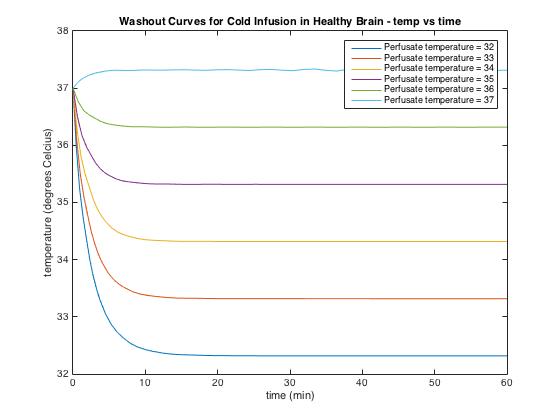 Washout Curves for Cold Infusion in Healthy Brain - temp vs time
Perfusate temperature = 32
Perfusate temperature = 33
Perfusate temperature = 34
Perfusate temperature = 35
Perfusate temperature = 36
Perfusate temperature = 37
38
37
36
35
34
33
32
temperature (degrees Celcius)
0 10 20 30 40 50 60
time (min)